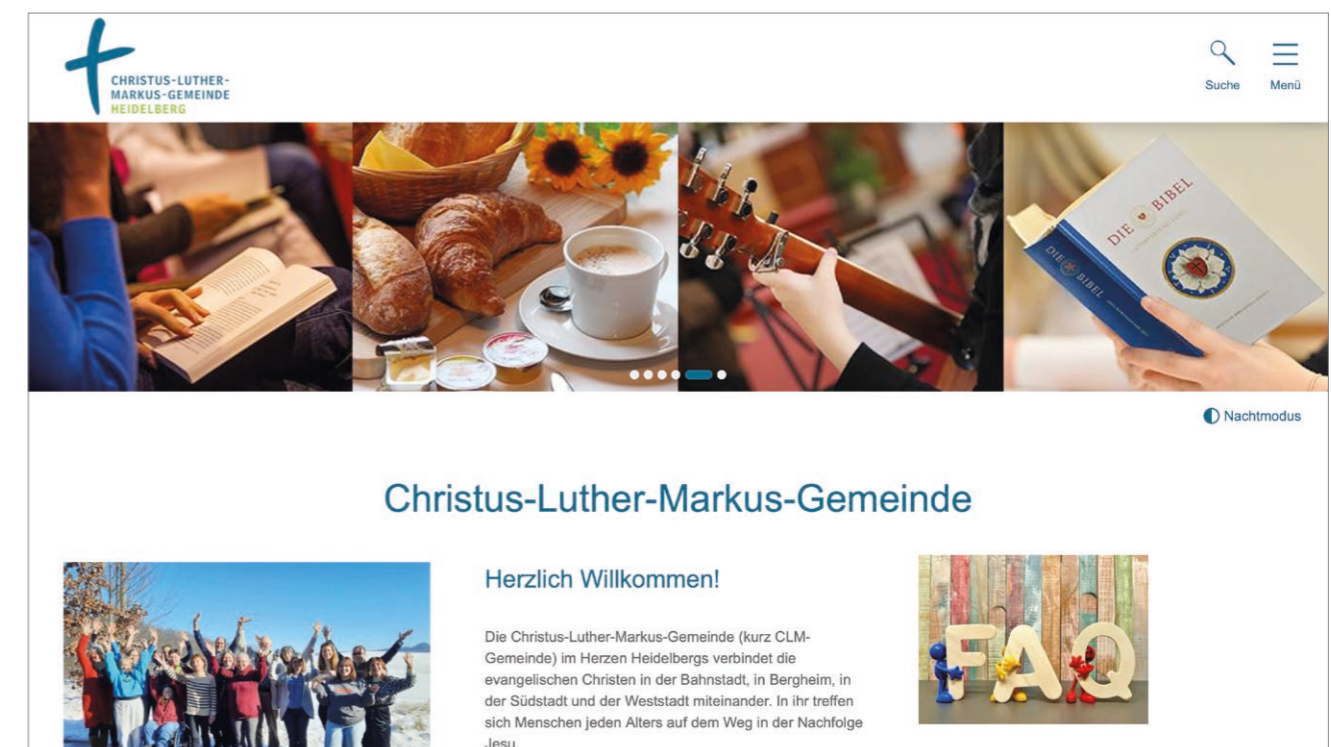 CHRISTUS-LUTHER-
MARKUS-GEMEINDE
HEIDELBERG
Suche
Menü
DIE BIBEL
DIE BIBEL
Nachtmodus
Christus-Luther-Markus-Gemeinde
Herzlich Willkommen!
Die Christus-Luther-Markus-Gemeinde (kurz CLM-
Gemeinde) im Herzen Heidelbergs verbindet die
evangelischen Christen in der Bahnstadt, in Bergheim, in
der Südstadt und der Weststadt miteinander. In ihr treffen
sich Menschen jeden Alters auf dem Weg in der Nachfolge
Jesu.
FAQ